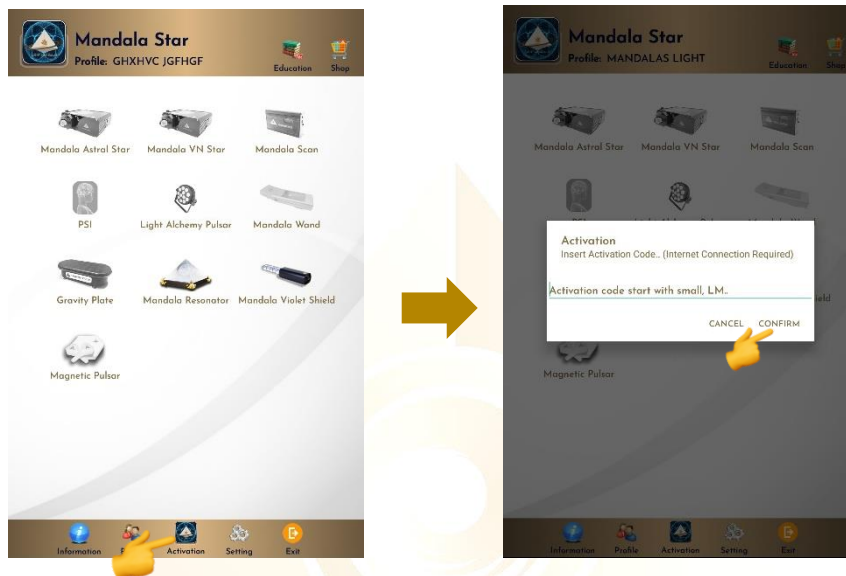 Mandala Star
Profile: GHXHVC JGFHGF
Education
Shop
Mandala Astral Star
Mandala VN Star
Mandala Scan
PSI
Light Alchemy Pulsar
Mandala Wand
Gravity Plate
Mandala Resonator
Mandala Violet Shield
Magnetic Pulsar
Information
Activation
Setting
Exit
Mandala Star
Profile: MANDALAS LIGHT
Education
Shop
Mandala Astral Star
Mandala VN Star
Mandala Scan
Activation
Insert Activation Code.. (Internet Connection Required)
Activation code start with small, LM..
CANCEL
CONFIRM
Magnetic Pulsar
Information
Profile
Activation
Setting
Exit